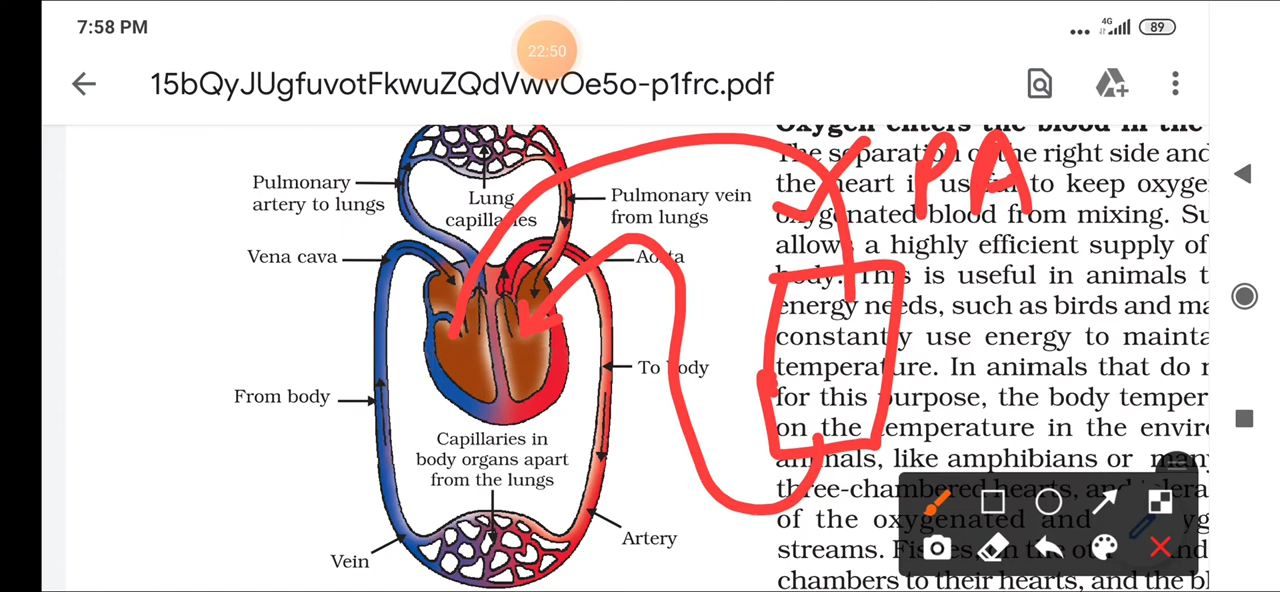 7:58 PM
4G
89
22:50
15bQyJUgfuvotFkwuZQdVwvOe5o-p1frc.pdf
Pulmonary
artery to lungs
Lung
capillaries
Pulmonary vein
from lungs
Vena cava
Aorta
To body
From body
Capillaries in
body organs apart
from the lungs
Artery
Vein
PA
Oxygen enters the blood in the
The separation of the right side and
the heart is useful to keep oxyge
oxygenated blood from mixing. Su
allows a highly efficient supply of
body. This is useful in animals t
energy needs, such as birds and ma
constantly use energy to mainta
temperature. In animals that do n
for this purpose, the body temper
on the temperature in the enviro
animals, like amphibians or many
three-chambered hearts, and
of the oxygenated and
streams.
chambers to their hearts, and the bl